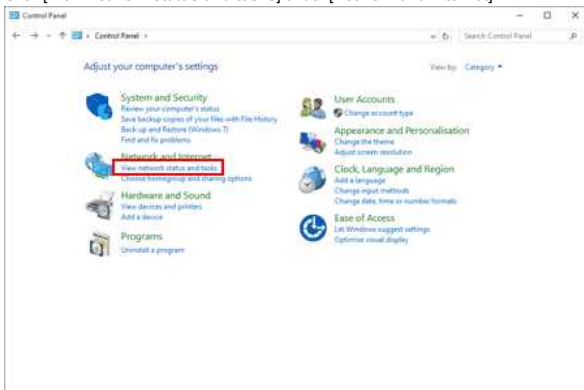 Control Panel
Control Panel
Search Control Panel
Adjust your computer's settings
View by: Category
System and Security
Review your computer's status
Save backup copies of your files with File History
Back up and Restore (Windows 7)
Find and fix problems
Network and Internet
View network status and tasks
Choose homegroup and sharing options
Hardware and Sound
View devices and printers
Add a device
Programs
Uninstall a program
User Accounts
Change account type
Appearance and Personalisation
Change the theme
Adjust screen resolution
Clock, Language and Region
Add a language
Change input methods
Change date, time or number formats
Ease of Access
Let Windows suggest settings
Optimise visual display